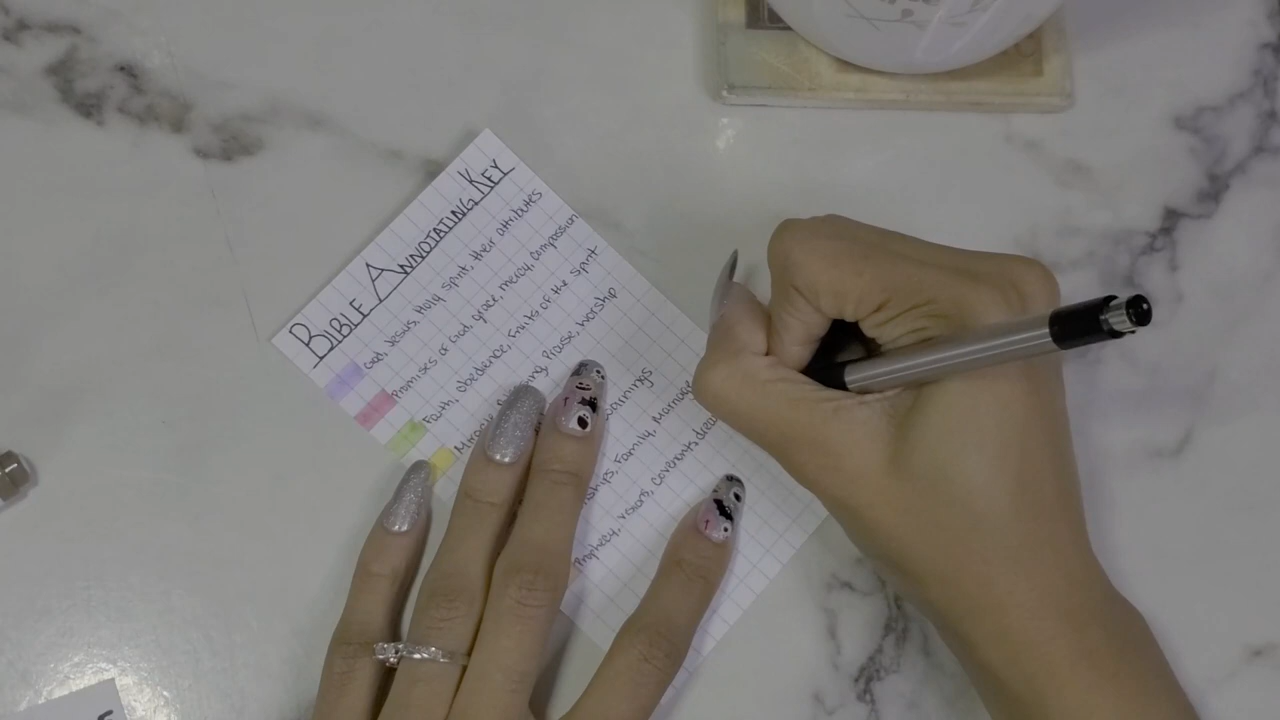 BIBLE ANNOTATING KEY
God, Jesus, Holy Spirit, their attributes
Promises of God, grace, mercy, compassion
Faith, obedience, Fruits of the Spirit
Praise, Worship
warnings
Family, Marriage
Prophecy, visions, covenants